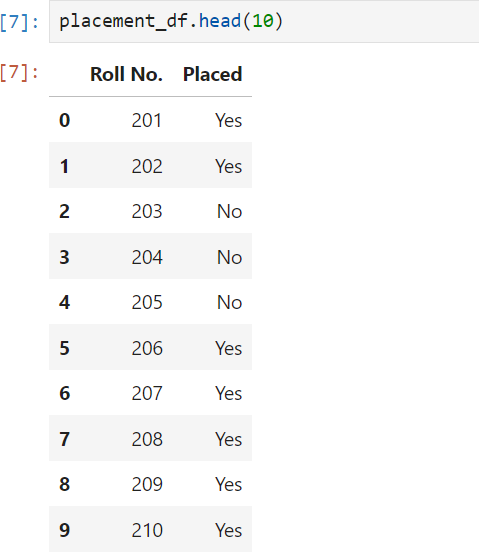 [7]: placement_df.head(10)
[7]:
Roll No. Placed
0 201 Yes
1 202 Yes
2 203 No
3 204 No
4 205 No
5 206 Yes
6 207 Yes
7 208 Yes
8 209 Yes
9 210 Yes